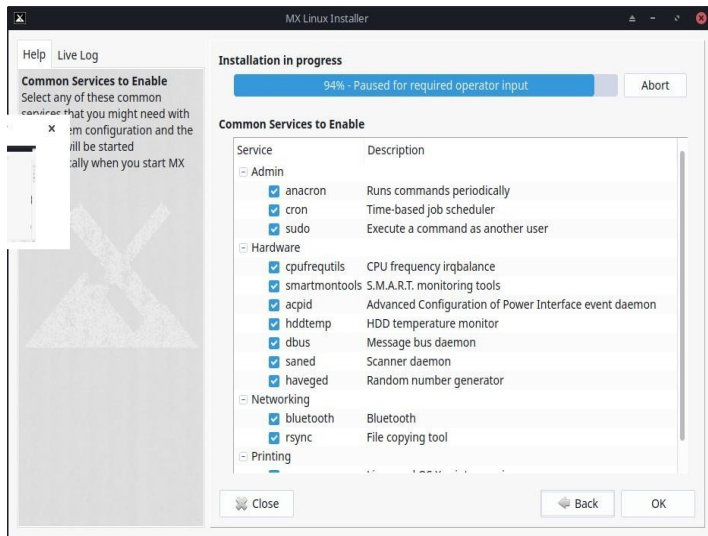 MX Linux Installer
Help
Live Log
Common Services to Enable
Select any of these common
services that you might need with
em configuration and the
will be started
cally when you start MX
x
Installation in progress
94% - Paused for required operator input
Abort
Common Services to Enable
Service Description
Admin
anacron Runs commands periodically
cron Time-based job scheduler
sudo Execute a command as another user
Hardware
cpufrequtils CPU frequency irqbalance
smartmontools S.M.A.R.T. monitoring tools
acpid Advanced Configuration of Power Interface event daemon
hddtemp HDD temperature monitor
dbus Message bus daemon
saned Scanner daemon
haveged Random number generator
Networking
bluetooth Bluetooth
rsync File copying tool
Printing
Close
Back
OK